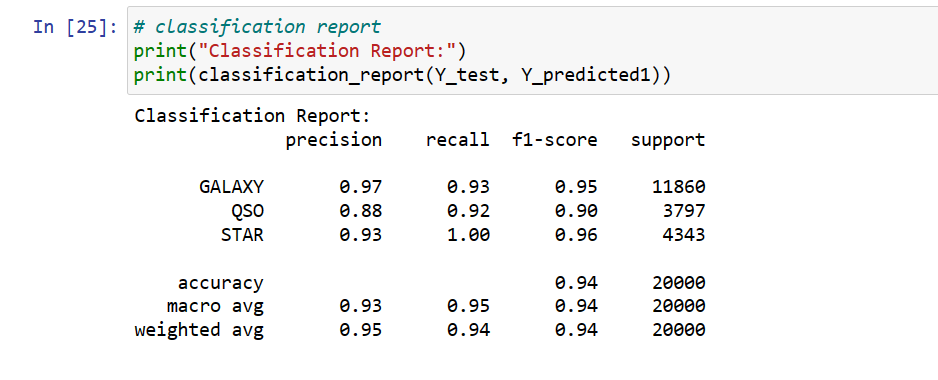 In [25]: # classification report
print("Classification Report:")
print(classification_report(Y_test, Y_predicted1))
Classification Report:
precision recall f1-score support
GALAXY 0.97 0.93 0.95 11860
QSO 0.88 0.92 0.90 3797
STAR 0.93 1.00 0.96 4343
accuracy 0.94 20000
macro avg 0.93 0.95 0.94 20000
weighted avg 0.95 0.94 0.94 20000